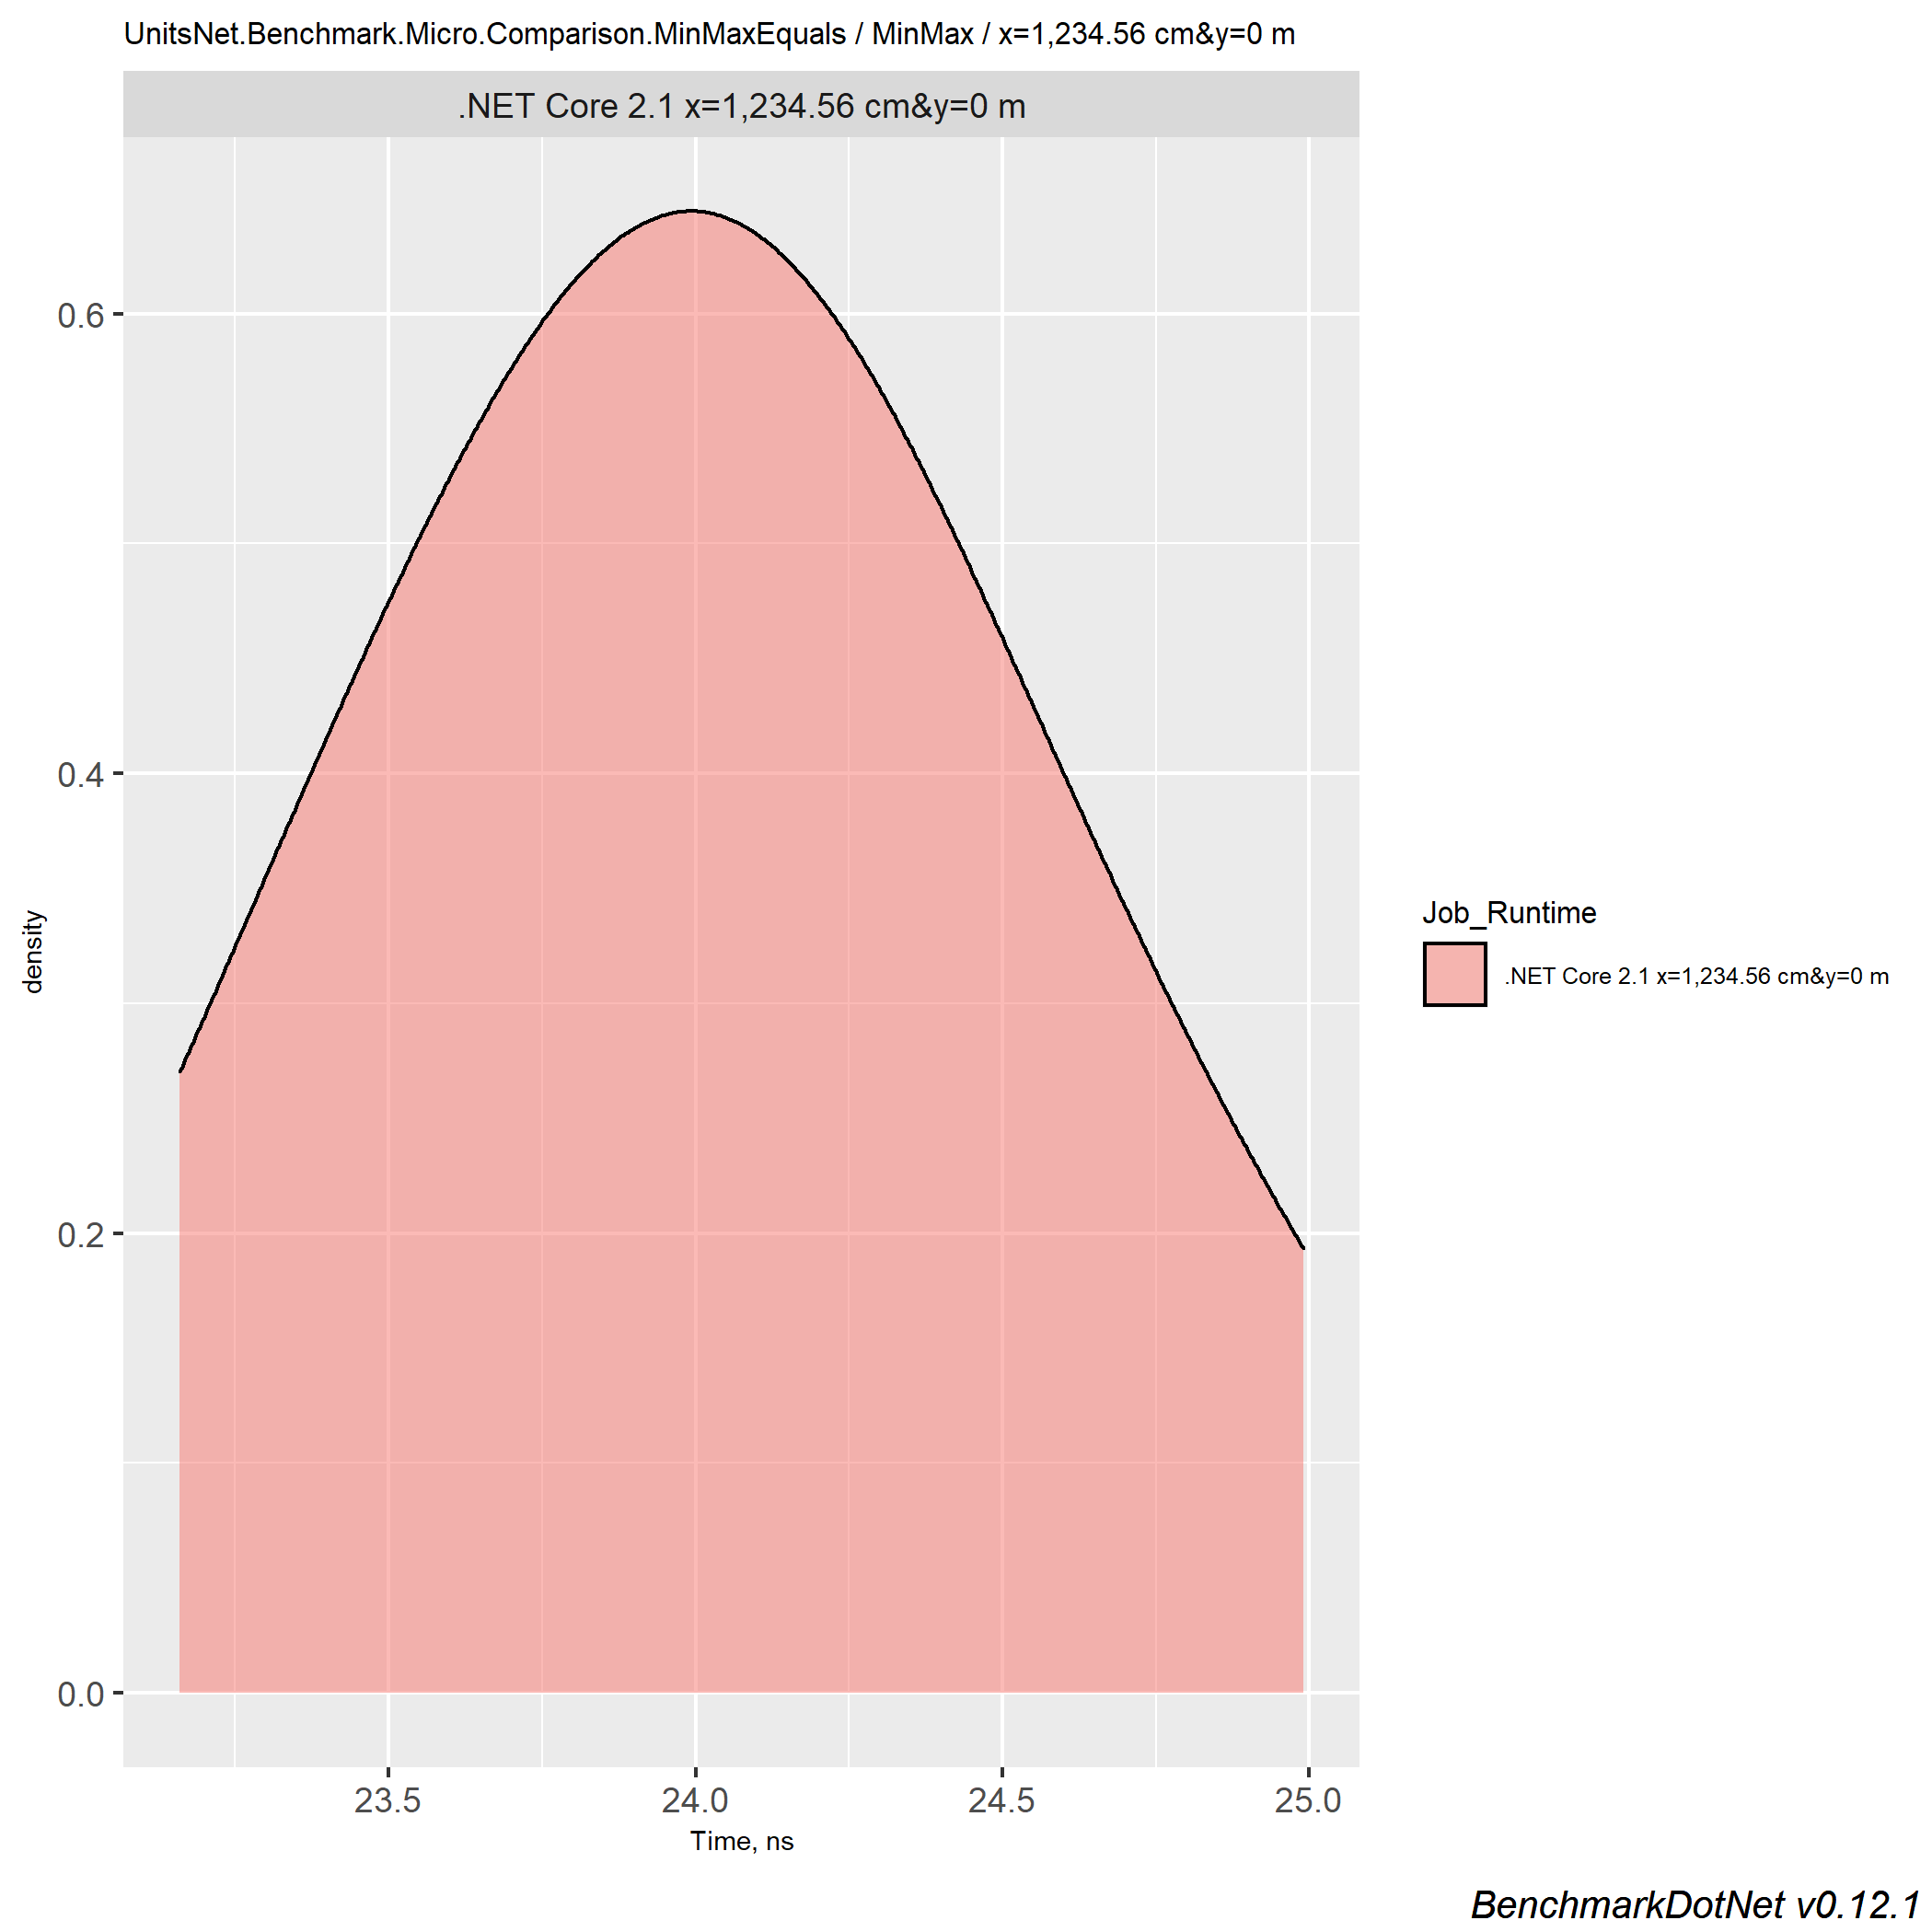 UnitsNet.Benchmark.Micro.Comparison.MinMaxEquals / MinMax / x=1,234.56 cm&y=0 m
.NET Core 2.1 x=1,234.56 cm&y=0 m
0.6
0.4
0.2
0.0
density
23.5 24.0 24.5 25.0
Time, ns
Job_Runtime
.NET Core 2.1 x=1,234.56 cm&y=0 m
BenchmarkDotNet v0.12.1